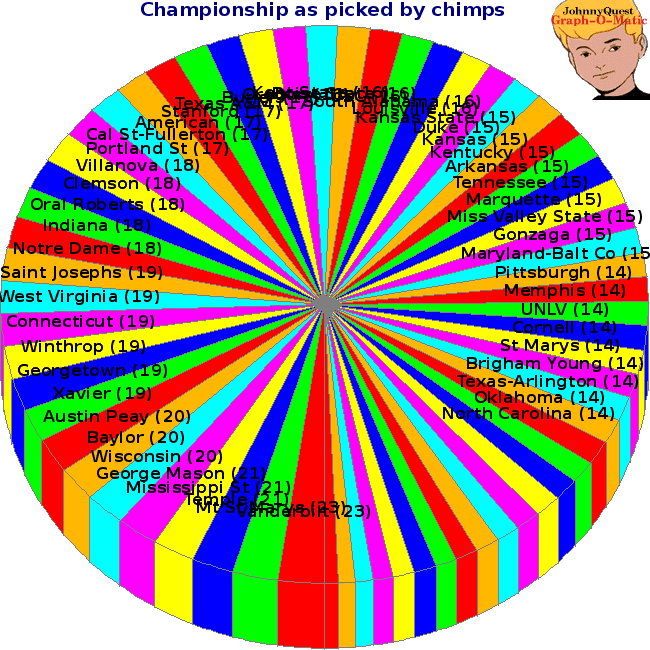 Championship as picked by chimps
JohnnyQuest
Graph-O-Matic
Kansas State (15)
Duke (15)
Kansas (15)
Kentucky (15)
Arkansas (15)
Tennessee (15)
Marquette (15)
Miss Valley State (15)
Gonzaga (15)
Maryland-Balt Co (15
Pittsburgh (14)
Memphis (14)
UNLV (14)
Cornell (14)
St Marys (14)
Brigham Young (14)
Texas-Arlington (14)
Oklahoma (14)
North Carolina (14)
Stanford (17)
American (17)
Cal St-Fullerton (17)
Portland St (17)
Villanova (18)
Clemson (18)
Oral Roberts (18)
Indiana (18)
Notre Dame (18)
Saint Josephs (19)
West Virginia (19)
Connecticut (19)
Winthrop (19)
Georgetown (19)
Xavier (19)
Austin Peay (20)
Baylor (20)
Wisconsin (20)
George Mason (21)
Mississippi St (21)
Temple (21)
Mt St Marys (23)
Vanderbilt (23)